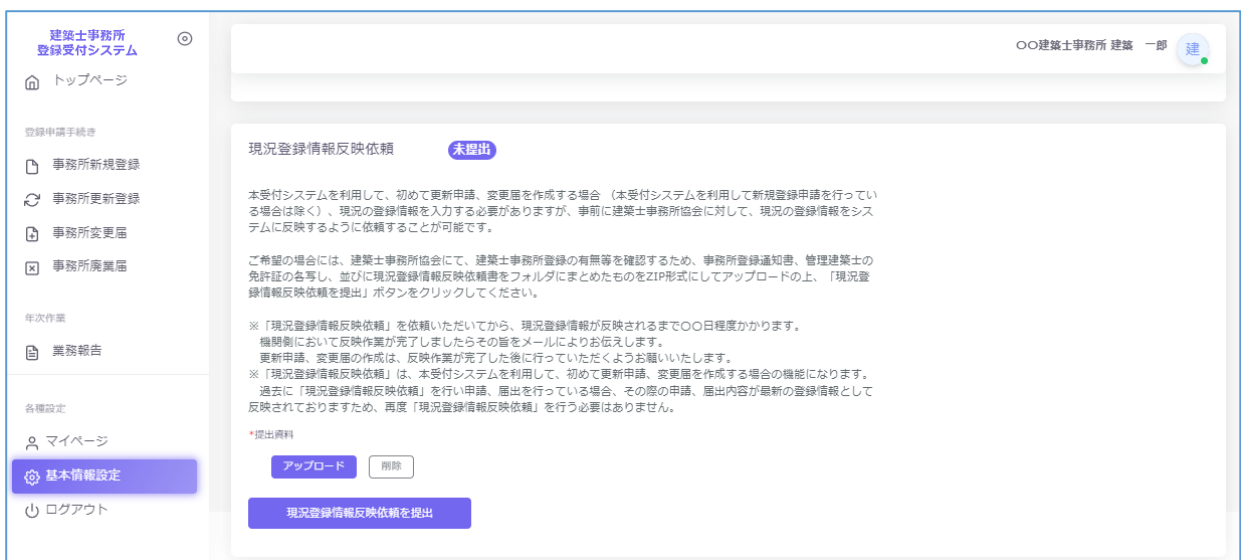 建築士事務所
登録受付システム
トップページ
登録申請手続き
事務所新規登録
事務所更新登録
事務所変更届
事務所廃業届
年次作業
業務報告
各種設定
マイページ
基本情報設定
ログアウト
〇〇建築士事務所 建築 一郎
建
現況登録情報反映依頼
未提出
本受付システムを利用して、初めて更新申請、変更届を作成する場合 （本受付システムを利用して新規登録申請を行ってい
る場合は除く）、現況の登録情報を入力する必要がありますが、事前に建築士事務所協会に対して、現況の登録情報をシス
テムに反映するように依頼することが可能です。
ご希望の場合には、建築士事務所協会にて、建築士事務所登録の有無等を確認するため、事務所登録通知書、管理建築士の
免許証の各写し、並びに現況登録情報反映依頼書をフォルダにまとめたものをZIP形式にしてアップロードの上、「現況登
録情報反映依頼を提出」ボタンをクリックしてください。
※「現況登録情報反映依頼」を依頼いただいてから、現況登録情報が反映されるまで〇〇日程度かかります。
機関側において反映作業が完了しましたらその旨をメールによりお伝えします。
更新申請、変更届の作成は、反映作業が完了した後に行っていただくようお願いいたします。
※「現況登録情報反映依頼」は、本受付システムを利用して、初めて更新申請、変更届を作成する場合の機能になります。
過去に「現況登録情報反映依頼」を行い申請、届出を行っている場合、その際の申請、届出内容が最新の登録情報として
反映されておりますため、再度「現況登録情報反映依頼」を行う必要はありません。
*提出資料
アップロード
削除
現況登録情報反映依頼を提出